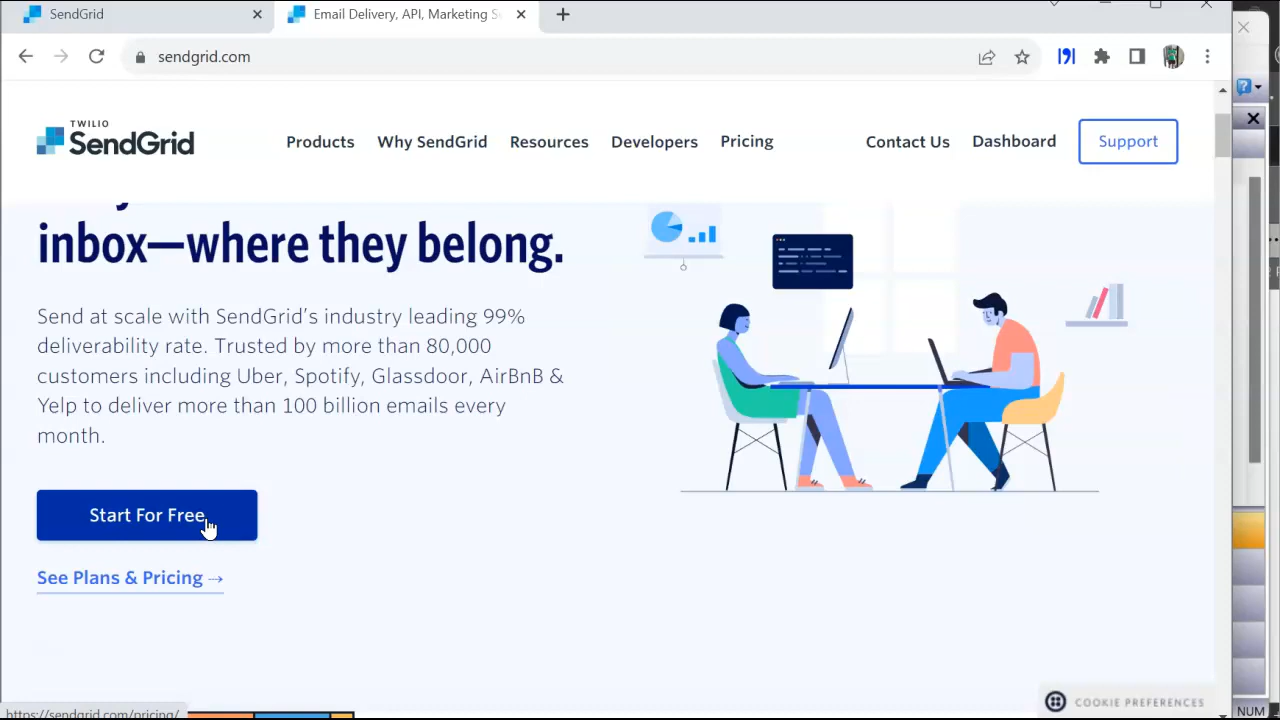 SendGrid
Email Delivery, API, Marketing S
sendgrid.com
TWILIO
SendGrid
Products
Why SendGrid
Resources
Developers
Pricing
Contact Us
Dashboard
Support
inbox—where they belong.
Send at scale with SendGrid's industry leading 99%
deliverability rate. Trusted by more than 80,000
customers including Uber, Spotify, Glassdoor, AirBnB &
Yelp to deliver more than 100 billion emails every
month.
Start For Free
See Plans & Pricing →
COOKIE PREFERENCES
https://sendgrid.com/pricing/
NUM